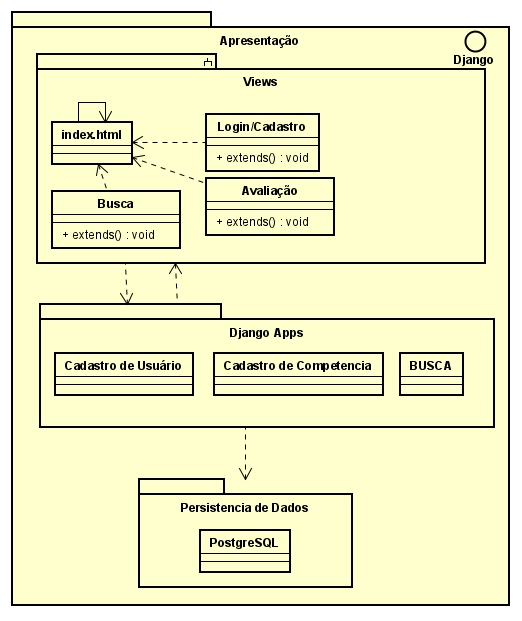 Apresentação
Django
Views
index.html
Login/Cadastro
+ extends() : void
Busca
+ extends() : void
Avaliação
+ extends() : void
Django Apps
Cadastro de Usuário
Cadastro de Competencia
BUSCA
Persistencia de Dados
PostgreSQL